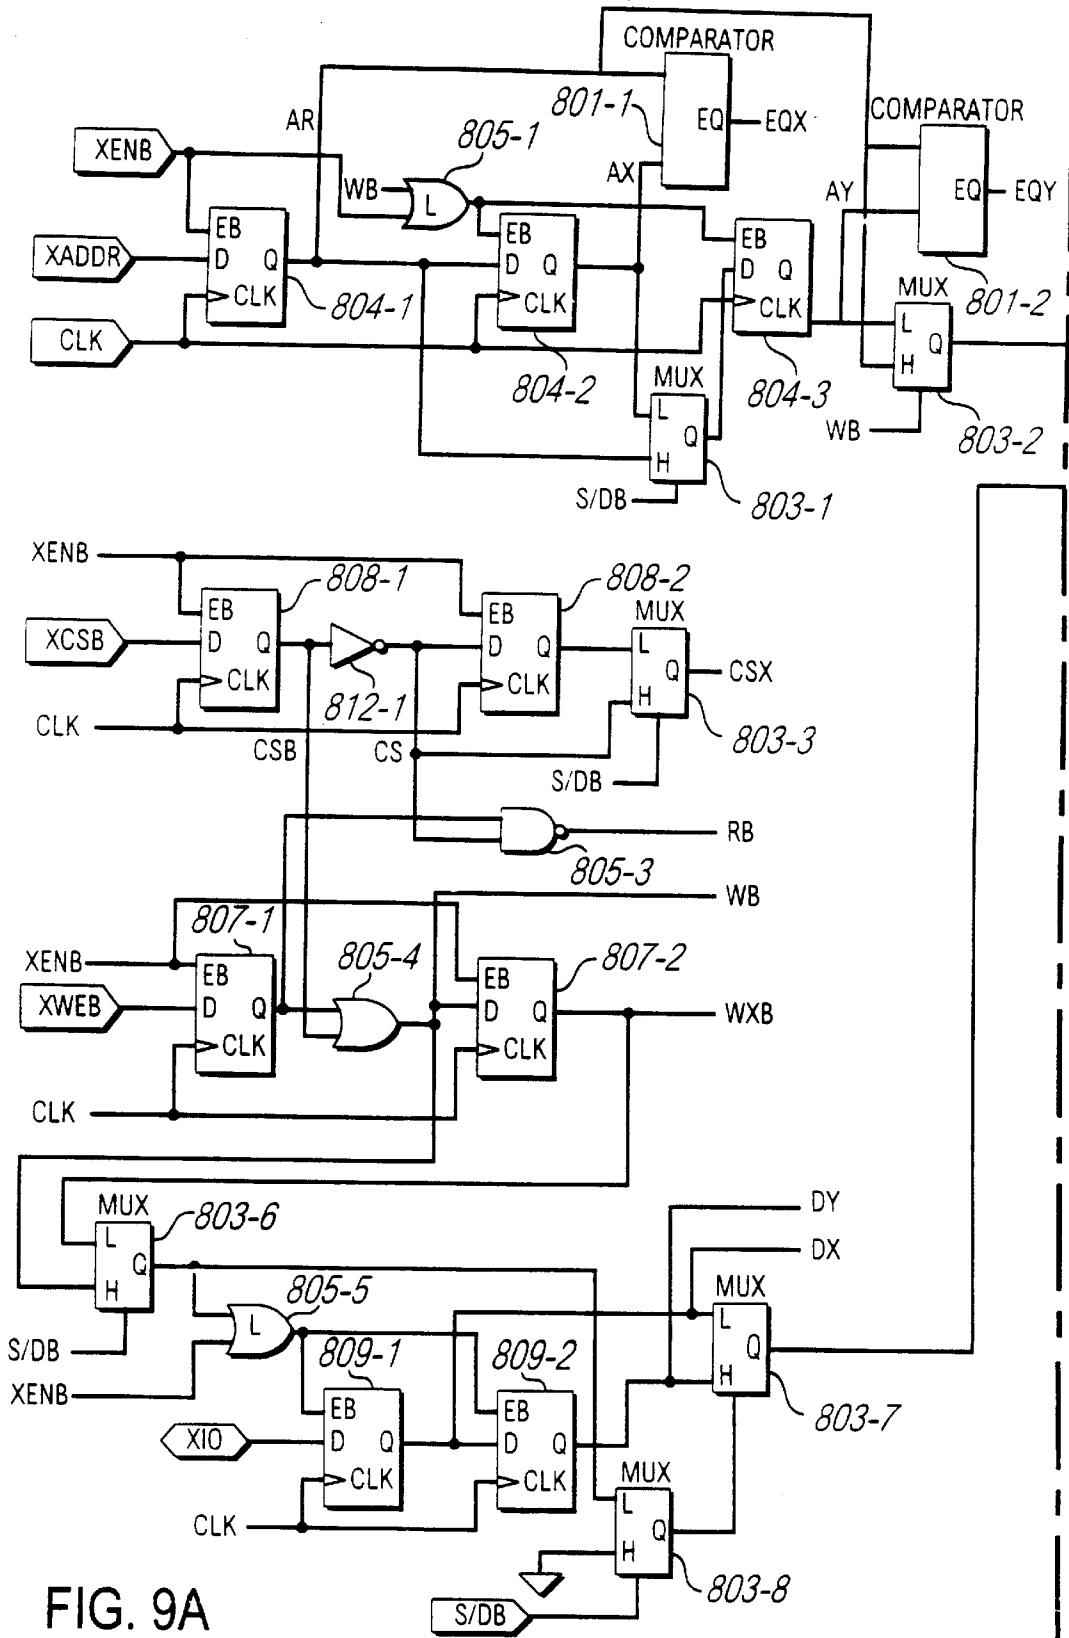 COMPARATOR
801-1
EQ
EQX
COMPARATOR
EQ
EQY
801-2
AR
XENB
805-1
WB
L
AX
AY
EB
XADDR
D
Q
CLK
804-1
EB
D
Q
CLK
804-2
EB
D
Q
CLK
804-3
CLK
MUX
L
Q
H
WB
803-2
MUX
L
Q
H
S/DB
803-1
XENB
808-1
EB
XCSB
D
Q
CLK
812-1
808-2
EB
D
Q
CLK
MUX
L
Q
CSX
H
803-3
CLK
CSB
CS
S/DB
RB
805-3
WB
807-1
XENB
EB
805-4
807-2
EB
XWEB
D
Q
CLK
D
Q
WXB
CLK
CLK
MUX
803-6
L
Q
H
S/DB
805-5
L
XENB
DY
DX
MUX
L
Q
H
803-7
809-1
EB
XIO
D
Q
CLK
809-2
EB
D
Q
CLK
CLK
MUX
L
Q
H
803-8
S/DB
FIG. 9A